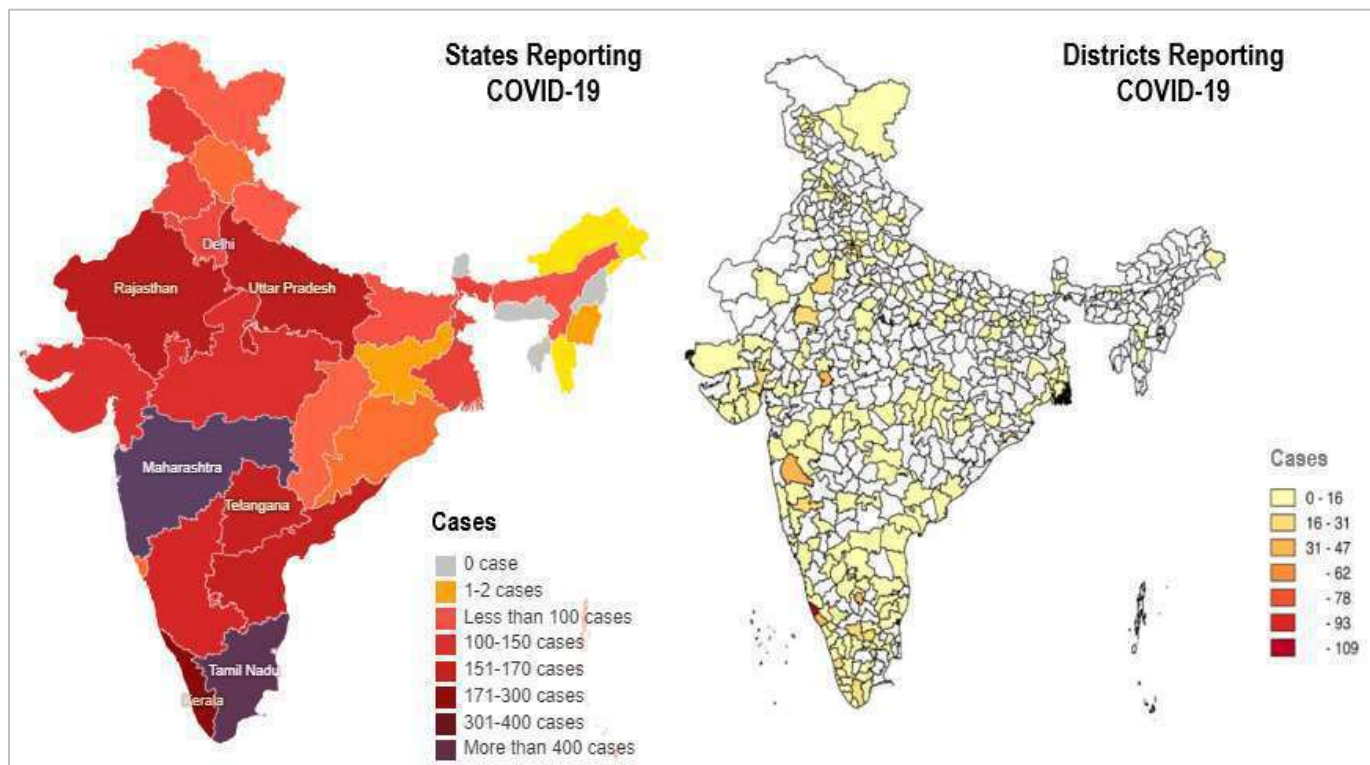 States Reporting
COVID-19
Delhi
Rajasthan
Uttar Pradesh
Maharashtra
Telangana
Tamil Nadu
Kerala
Cases
0 case
1-2 cases
Less than 100 cases
100-150 cases
151-170 cases
171-300 cases
301-400 cases
More than 400 cases
Districts Reporting
COVID-19
Cases
0 - 16
16 - 31
31 - 47
- 62
- 78
- 93
- 109